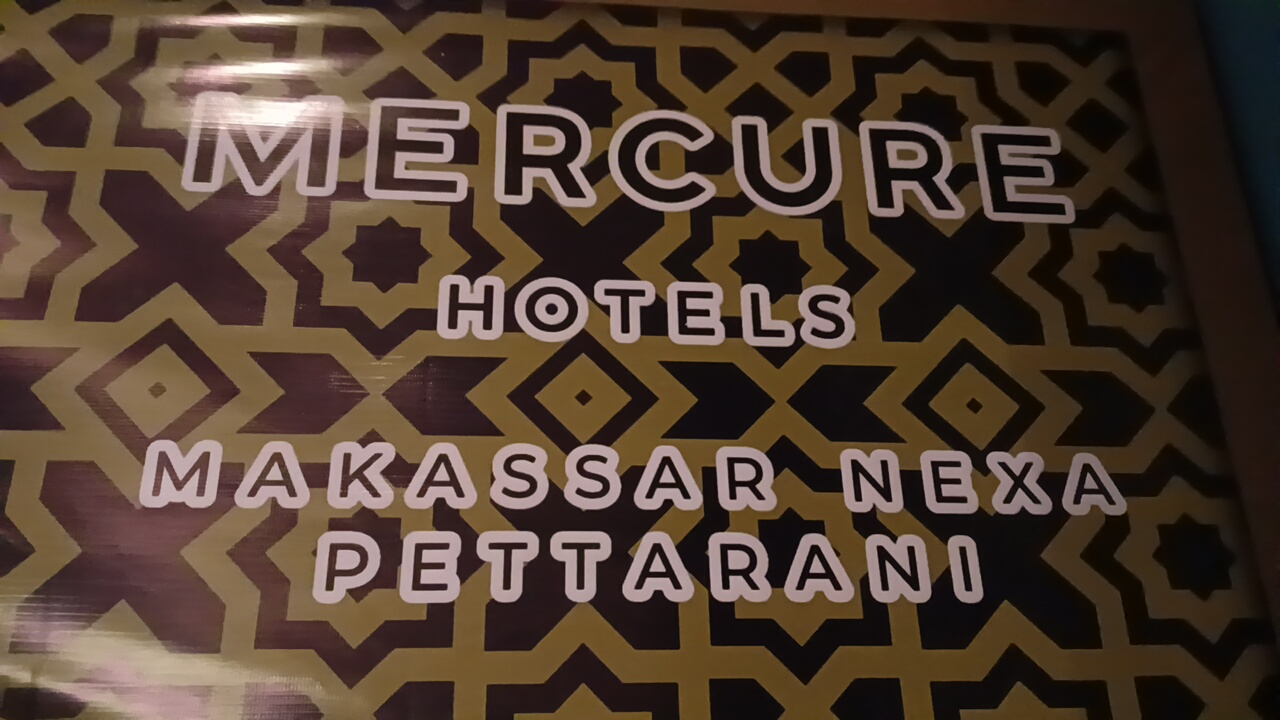 MERCURE
HOTELS
MAKASSAR NEXA
PETTARANI